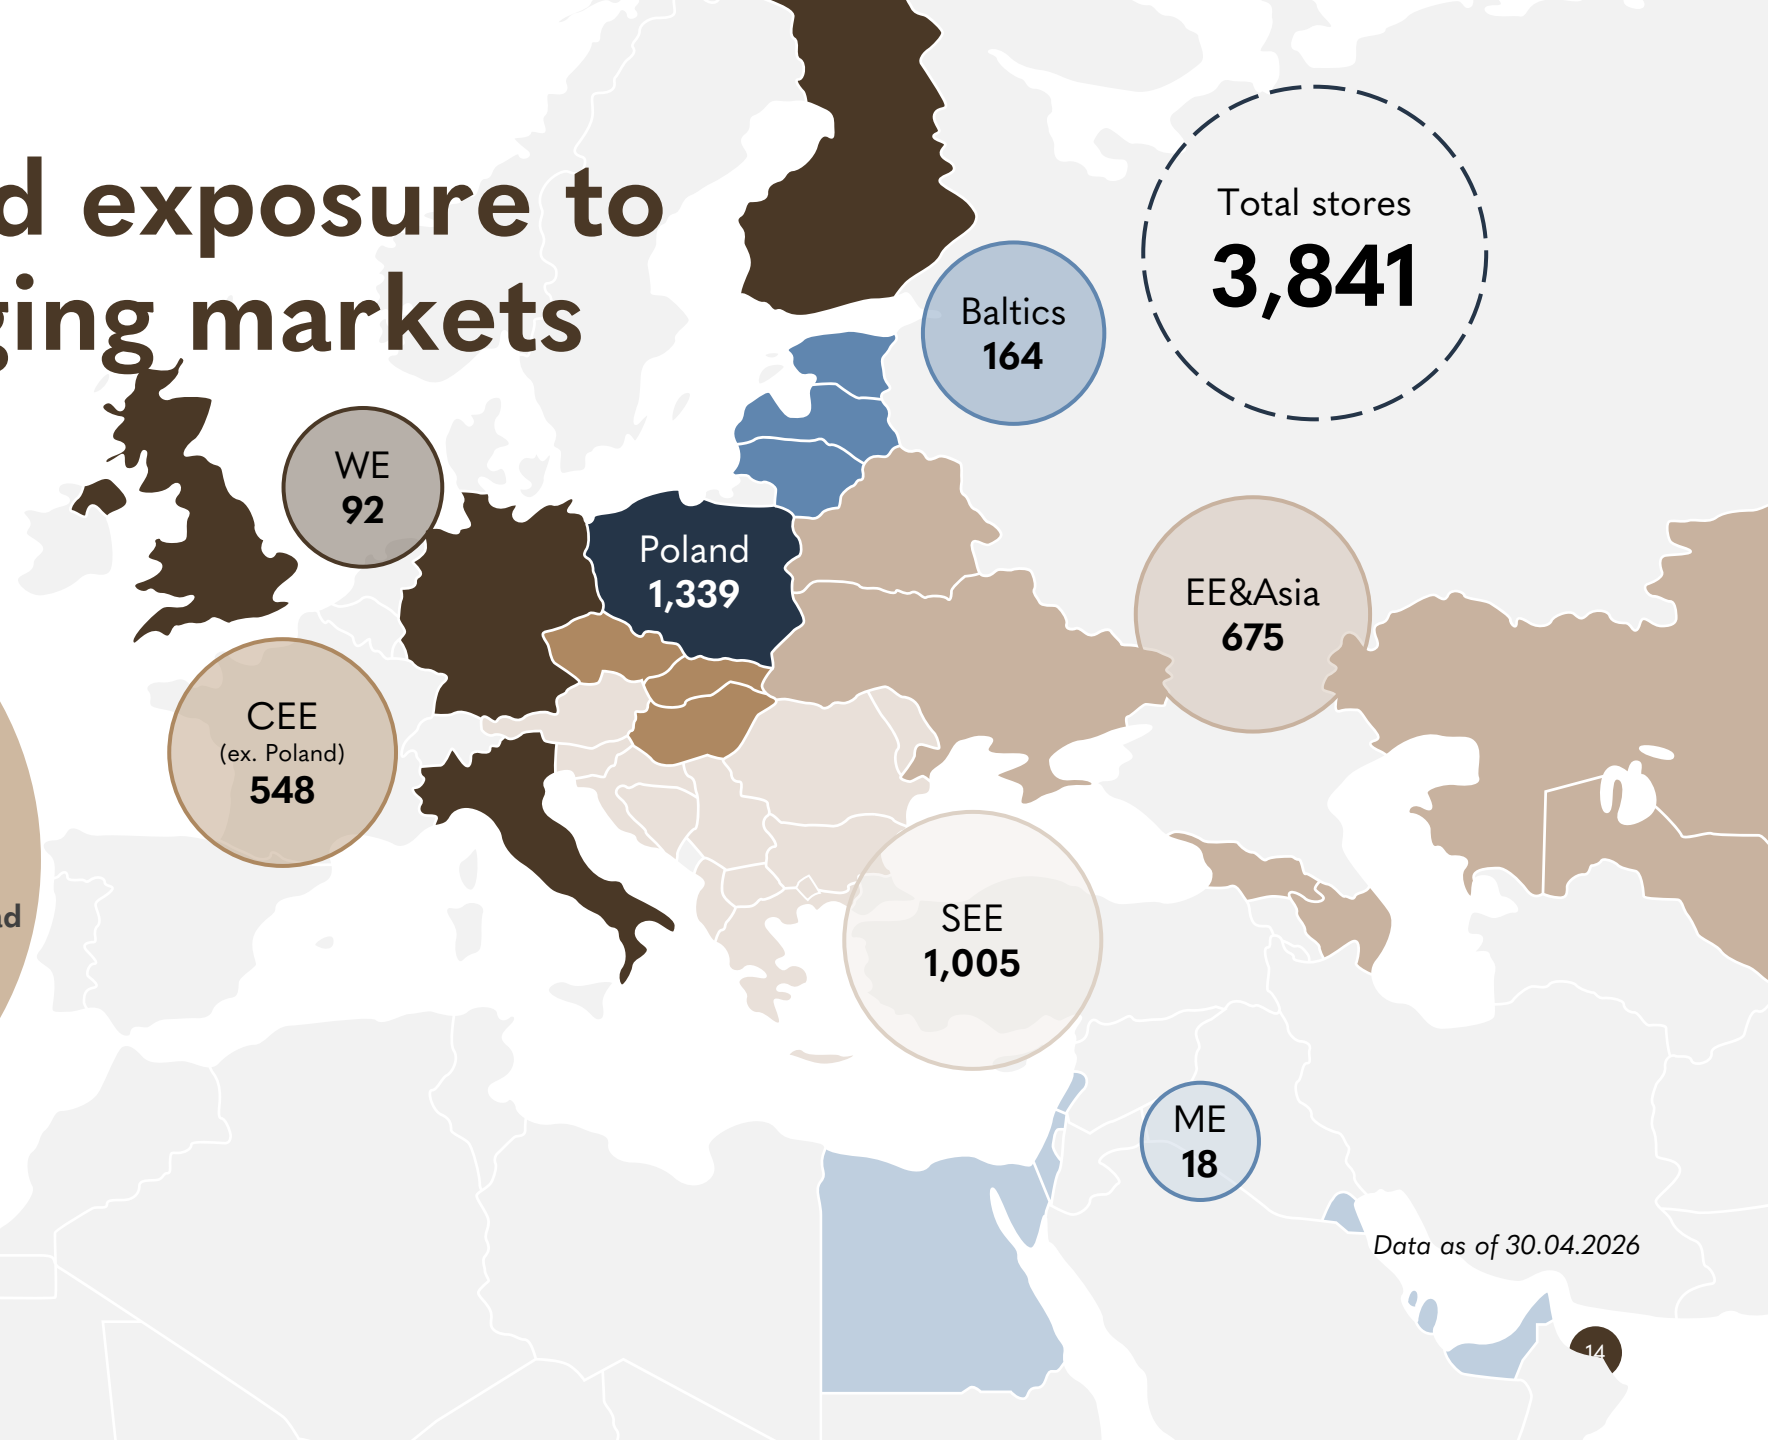 d exposure to
ging markets
Total stores
3,841
Baltics
164
WE
92
Poland
1,339
EE&Asia
675
CEE
(ex. Poland)
548
ad
SEE
1,005
ME
18
Data as of 30.04.2026
14